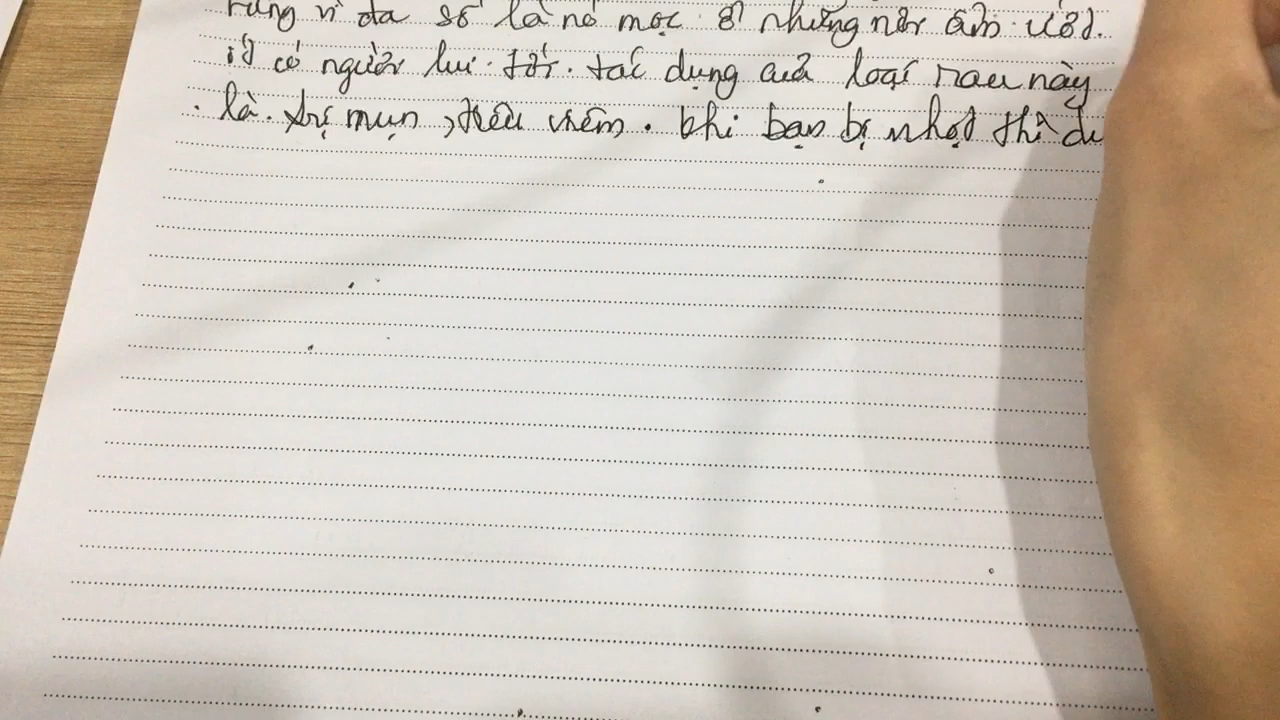 rừng vì đa số là nó mọc ở những nơi ẩm ướt.
ít có người lui tới. tác dụng của loại rau này
là. trị mụn, tiêu viêm. khi bạn bị nhọt thì